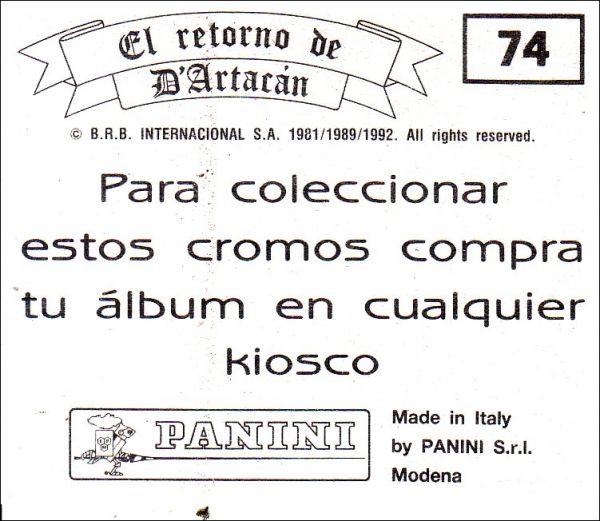 El retorno de
D'Artacán
74
© B.R.B. INTERNACIONAL S.A. 1981/1989/1992. All rights reserved.
Para coleccionar
estos cromos compra
tu álbum en cualquier
kiosco
PANINI
Made in Italy
by PANINI S.r.l.
Modena